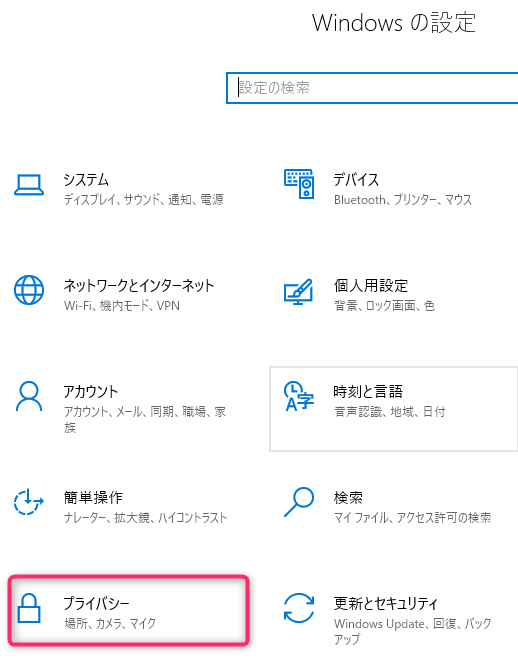 Windows の設定
設定の検索
システム
ディスプレイ、サウンド、通知、電源
デバイス
Bluetooth、プリンター、マウス
ネットワークとインターネット
Wi-Fi、機内モード、VPN
個人用設定
背景、ロック画面、色
アカウント
アカウント、メール、同期、職場、家
族
時刻と言語
音声認識、地域、日付
簡単操作
ナレーター、拡大鏡、ハイコントラスト
検索
マイ ファイル、アクセス許可の検索
プライバシー
場所、カメラ、マイク
更新とセキュリティ
Windows Update、回復、バック
アップ